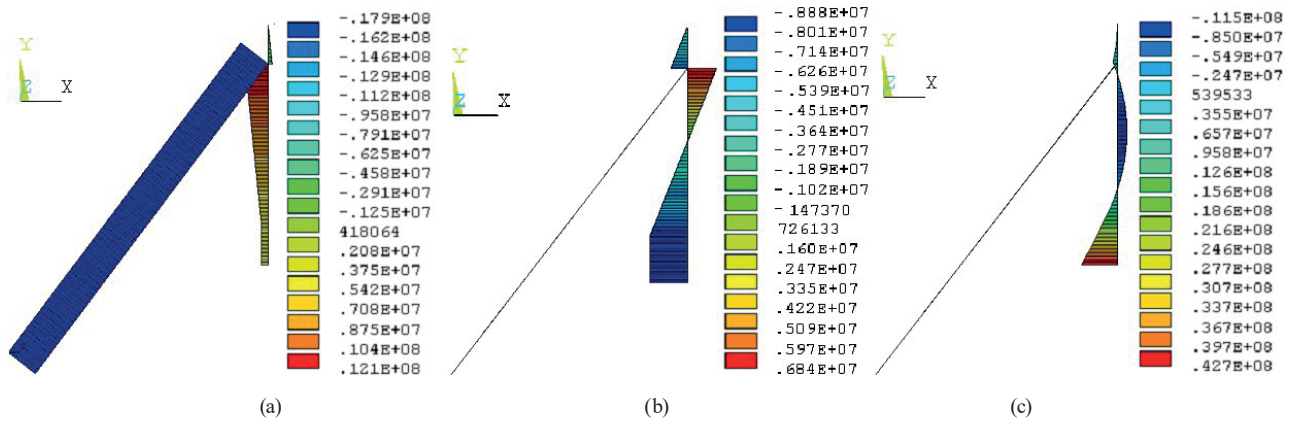 Y
Z
X
-.179E+08
-.162E+08
-.146E+08
-.129E+08
-.112E+08
-.958E+07
-.791E+07
-.625E+07
-.458E+07
-.291E+07
-.125E+07
418064
.208E+07
.375E+07
.542E+07
.708E+07
.875E+07
.104E+08
.121E+08
(a)
Y
Z
X
-.888E+07
-.801E+07
-.714E+07
-.626E+07
-.539E+07
-.451E+07
-.364E+07
-.277E+07
-.189E+07
-.102E+07
-147370
726133
.160E+07
.247E+07
.335E+07
.422E+07
.509E+07
.597E+07
.684E+07
(b)
Y
Z
X
-.115E+08
-.850E+07
-.549E+07
-.247E+07
539533
.355E+07
.657E+07
.958E+07
.126E+08
.156E+08
.186E+08
.216E+08
.246E+08
.277E+08
.307E+08
.337E+08
.367E+08
.397E+08
.427E+08
(c)